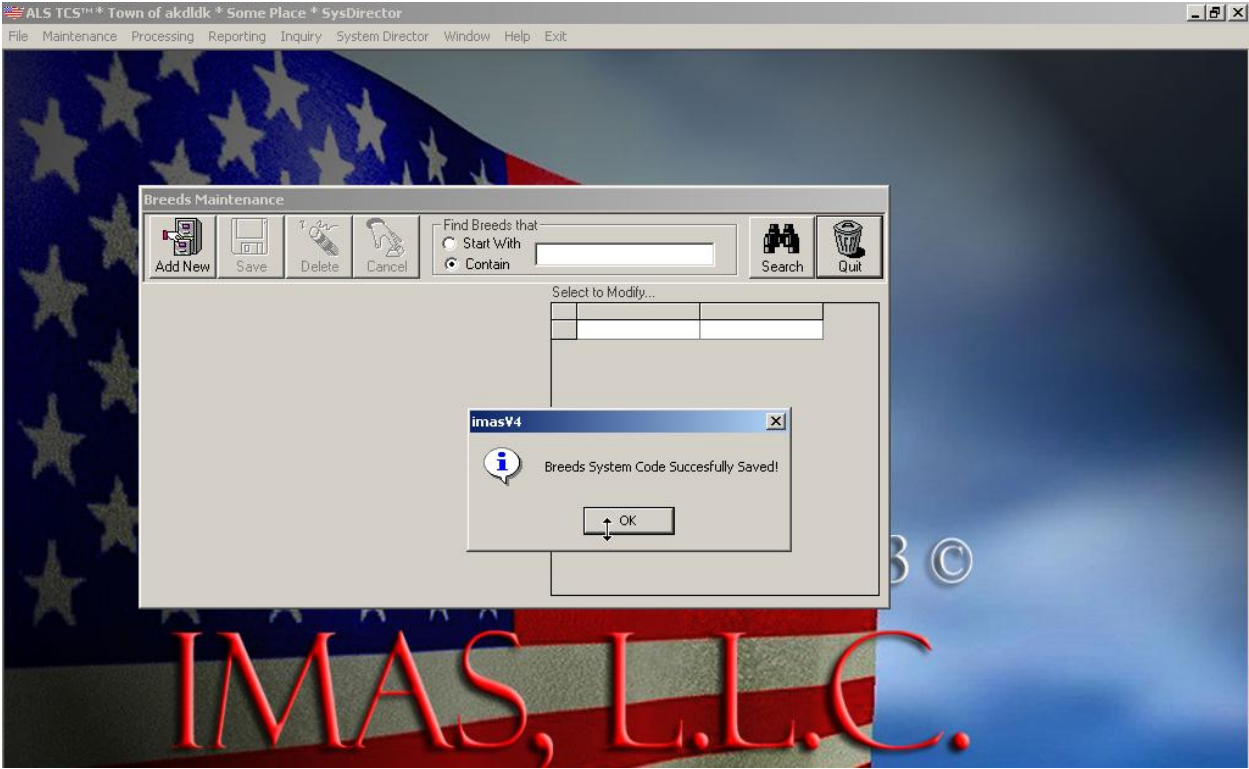 ALS TCS™* Town of akdldk * Some Place * SysDirector
File Maintenance Processing Reporting Inquiry System Director Window Help Exit
Breeds Maintenance
Add New Save Delete Cancel
Find Breeds that
Start With
Contain
Search Quit
Select to Modify...
imasV4
Breeds System Code Succesfully Saved!
OK
3 ©
IMAS, L.L.C.